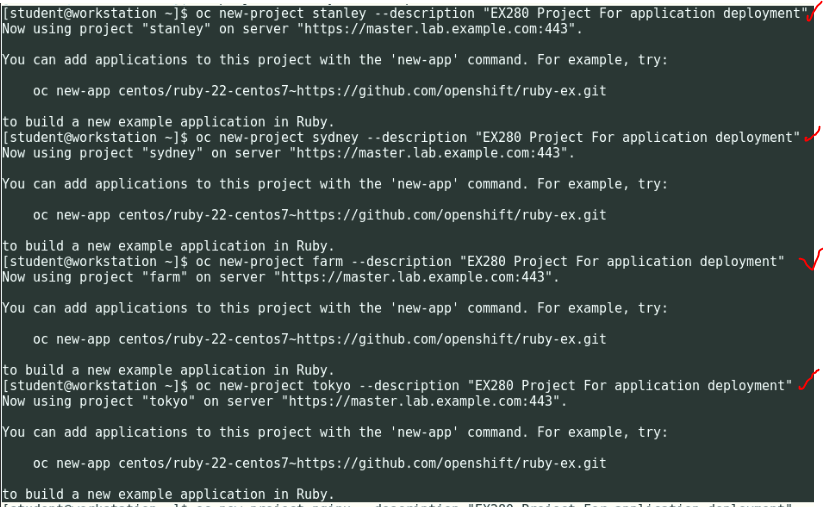 [student@workstation ~]$ oc new-project stanley --description "EX280 Project For application deployment"
Now using project "stanley" on server "https://master.lab.example.com:443".
You can add applications to this project with the 'new-app' command. For example, try:
oc new-app centos/ruby-22-centos7~https://github.com/openshift/ruby-ex.git
to build a new example application in Ruby.
[student@workstation ~]$ oc new-project sydney --description "EX280 Project For application deployment"
Now using project "sydney" on server "https://master.lab.example.com:443".
You can add applications to this project with the 'new-app' command. For example, try:
oc new-app centos/ruby-22-centos7~https://github.com/openshift/ruby-ex.git
to build a new example application in Ruby.
[student@workstation ~]$ oc new-project farm --description "EX280 Project For application deployment"
Now using project "farm" on server "https://master.lab.example.com:443".
You can add applications to this project with the 'new-app' command. For example, try:
oc new-app centos/ruby-22-centos7~https://github.com/openshift/ruby-ex.git
to build a new example application in Ruby.
[student@workstation ~]$ oc new-project tokyo --description "EX280 Project For application deployment"
Now using project "tokyo" on server "https://master.lab.example.com:443".
You can add applications to this project with the 'new-app' command. For example, try:
oc new-app centos/ruby-22-centos7~https://github.com/openshift/ruby-ex.git
to build a new example application in Ruby.